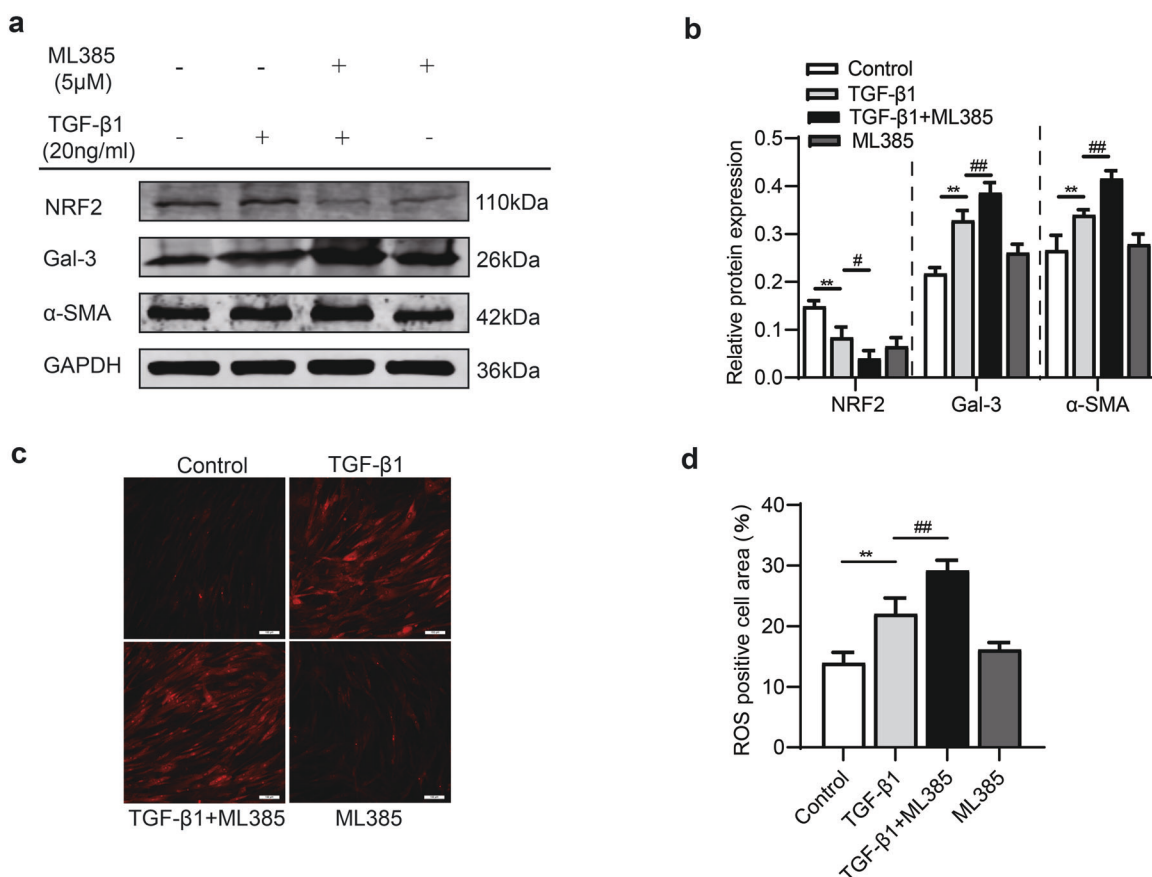 a
ML385
(5μM)
- - + +
TGF-β1
(20ng/ml)
- + + -
NRF2
110kDa
Gal-3
26kDa
α-SMA
42kDa
GAPDH
36kDa
b
Control
TGF-β1
TGF-β1+ML385
ML385
Relative protein expression
0.5
0.4
0.3
0.2
0.1
0.0
** #
** ##
** ##
NRF2 Gal-3 α-SMA
c
Control TGF-β1
TGF-β1+ML385 ML385
d
ROS positive cell area (%)
40
30
20
10
0
** ##
Control
TGF-β1
TGF-β1+ML385
ML385